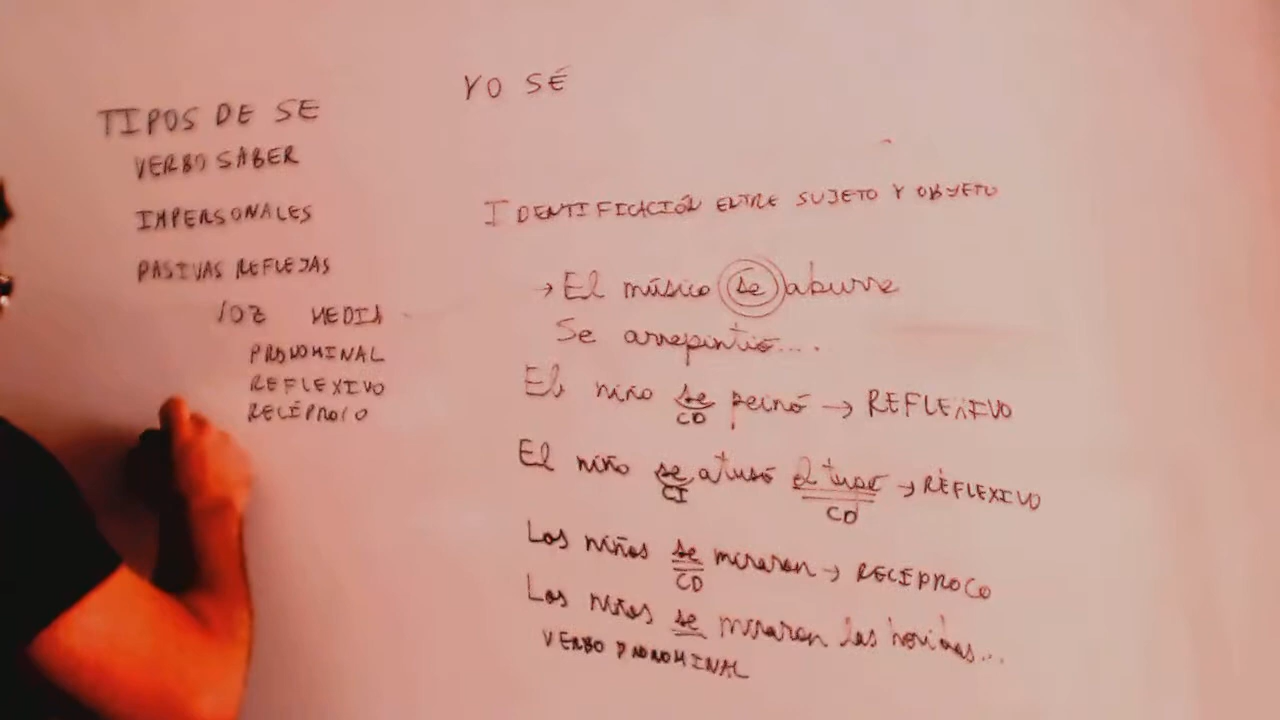 TIPOS DE SE
VERBO SABER
IMPERSONALES
PASIVAS REFLEJAS
VOZ MEDIA
PRONOMINAL
REFLEXIVO
RECÍPROCO
YO SÉ
IDENTIFICACIÓN ENTRE SUJETO Y OBJETO
→ El músico se aburre
Se arrepintio....
El niño se peinó → REFLEXIVO
CD
El niño se atusó el tupé → REFLEXIVO
CI
CD
Los niños se miraron → RECÍPROCO
CD
Los niños se miraron las heridas...
VERBO PRONOMINAL